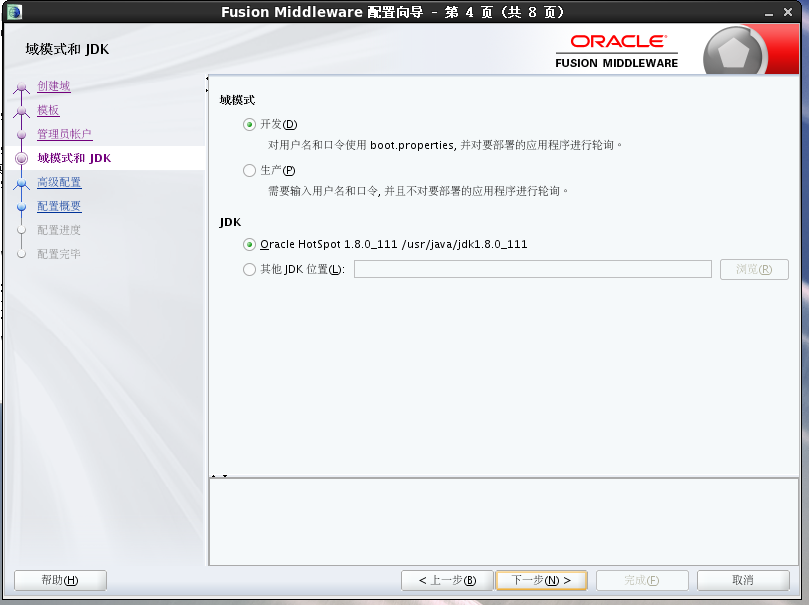 Fusion Middleware 配置向导 - 第 4 页（共 8 页）
域模式和 JDK
ORACLE
FUSION MIDDLEWARE
创建域
模板
管理员帐户
域模式和 JDK
高级配置
配置概要
配置进度
配置完毕
域模式
开发(D)
对用户名和口令使用 boot.properties, 并对要部署的应用程序进行轮询。
生产(P)
需要输入用户名和口令, 并且不对要部署的应用程序进行轮询。
JDK
Oracle HotSpot 1.8.0_111 /usr/java/jdk1.8.0_111
其他 JDK 位置(L):
浏览(R)
帮助(H)
< 上一步(B)
下一步(N) >
完成(F)
取消